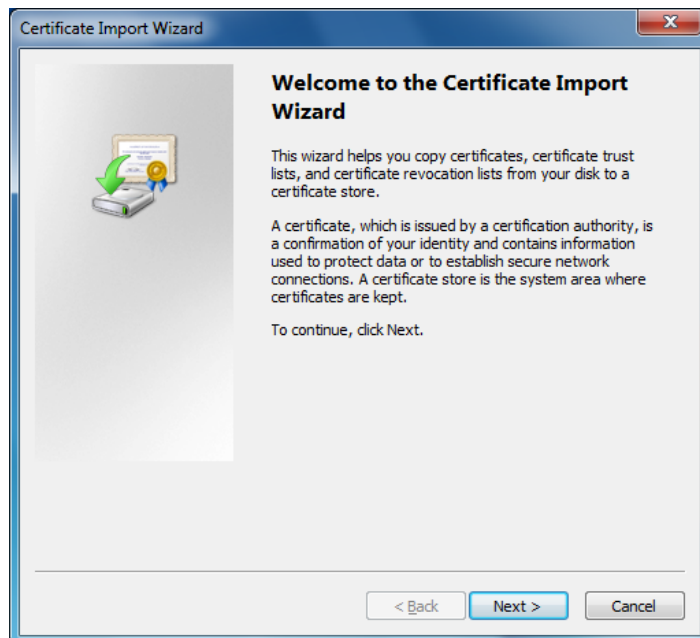 Certificate Import Wizard
Welcome to the Certificate Import
Wizard
This wizard helps you copy certificates, certificate trust
lists, and certificate revocation lists from your disk to a
certificate store.
A certificate, which is issued by a certification authority, is
a confirmation of your identity and contains information
used to protect data or to establish secure network
connections. A certificate store is the system area where
certificates are kept.
To continue, click Next.
< Back Next > Cancel